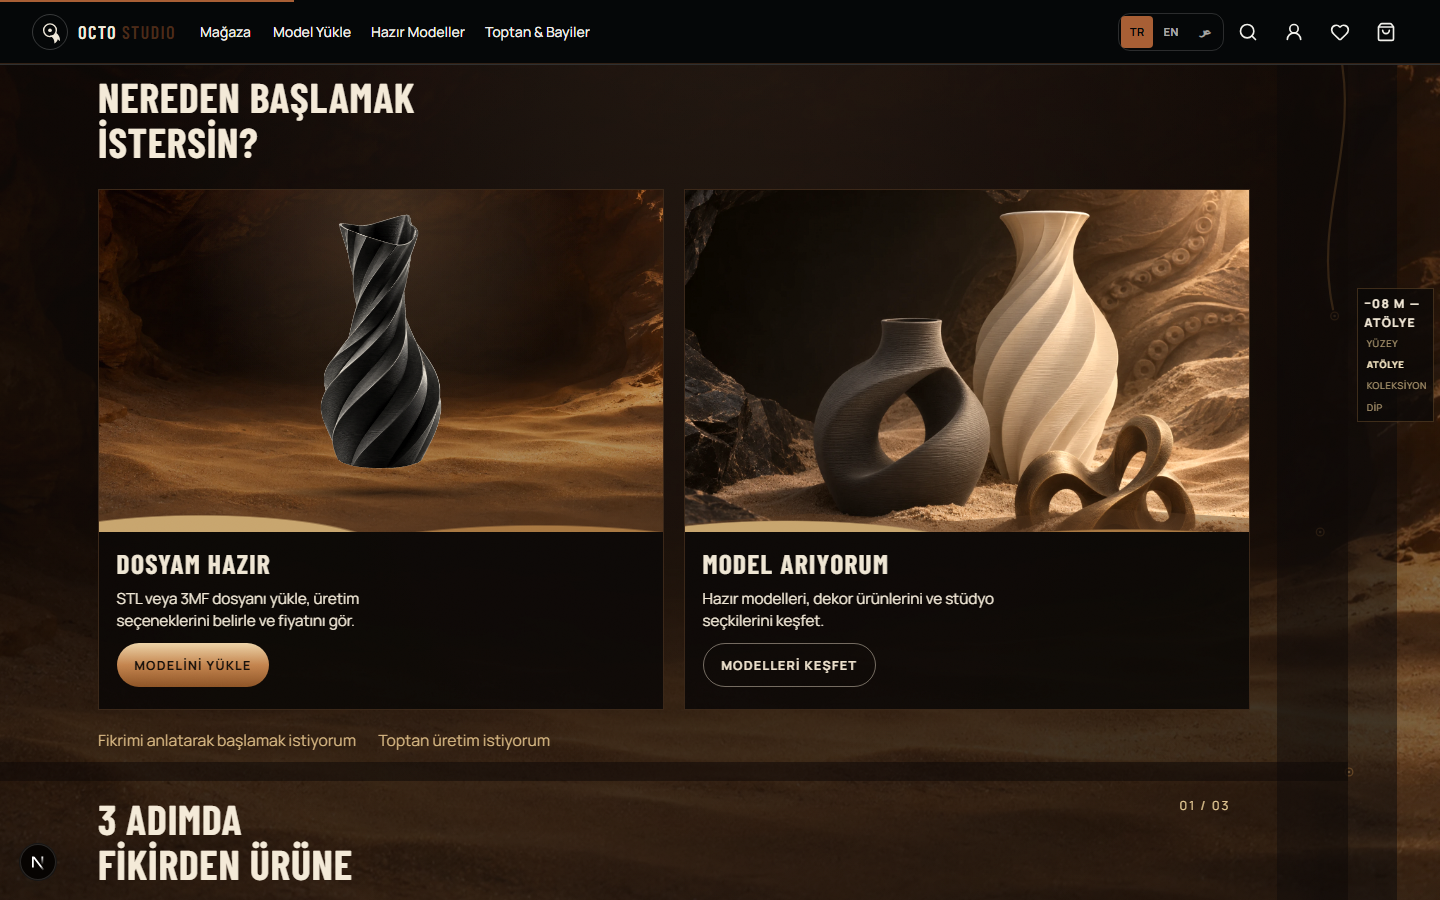 OCTO STUDIO
Mağaza
Model Yükle
Hazır Modeller
Toptan & Bayiler
TR
EN
NEREDEN BAŞLAMAK
İSTERSİN?
−08 M —
ATÖLYE
YÜZEY
ATÖLYE
KOLEKSİYON
DİP
DOSYAM HAZIR
STL veya 3MF dosyanı yükle, üretim
seçeneklerini belirle ve fiyatını gör.
MODELİNİ YÜKLE
MODEL ARIYORUM
Hazır modelleri, dekor ürünlerini ve stüdyo
seçkilerini keşfet.
MODELLERİ KEŞFET
Fikrimi anlatarak başlamak istiyorum
Toptan üretim istiyorum
3 ADIMDA
FİKİRDEN ÜRÜNE
01 / 03
N